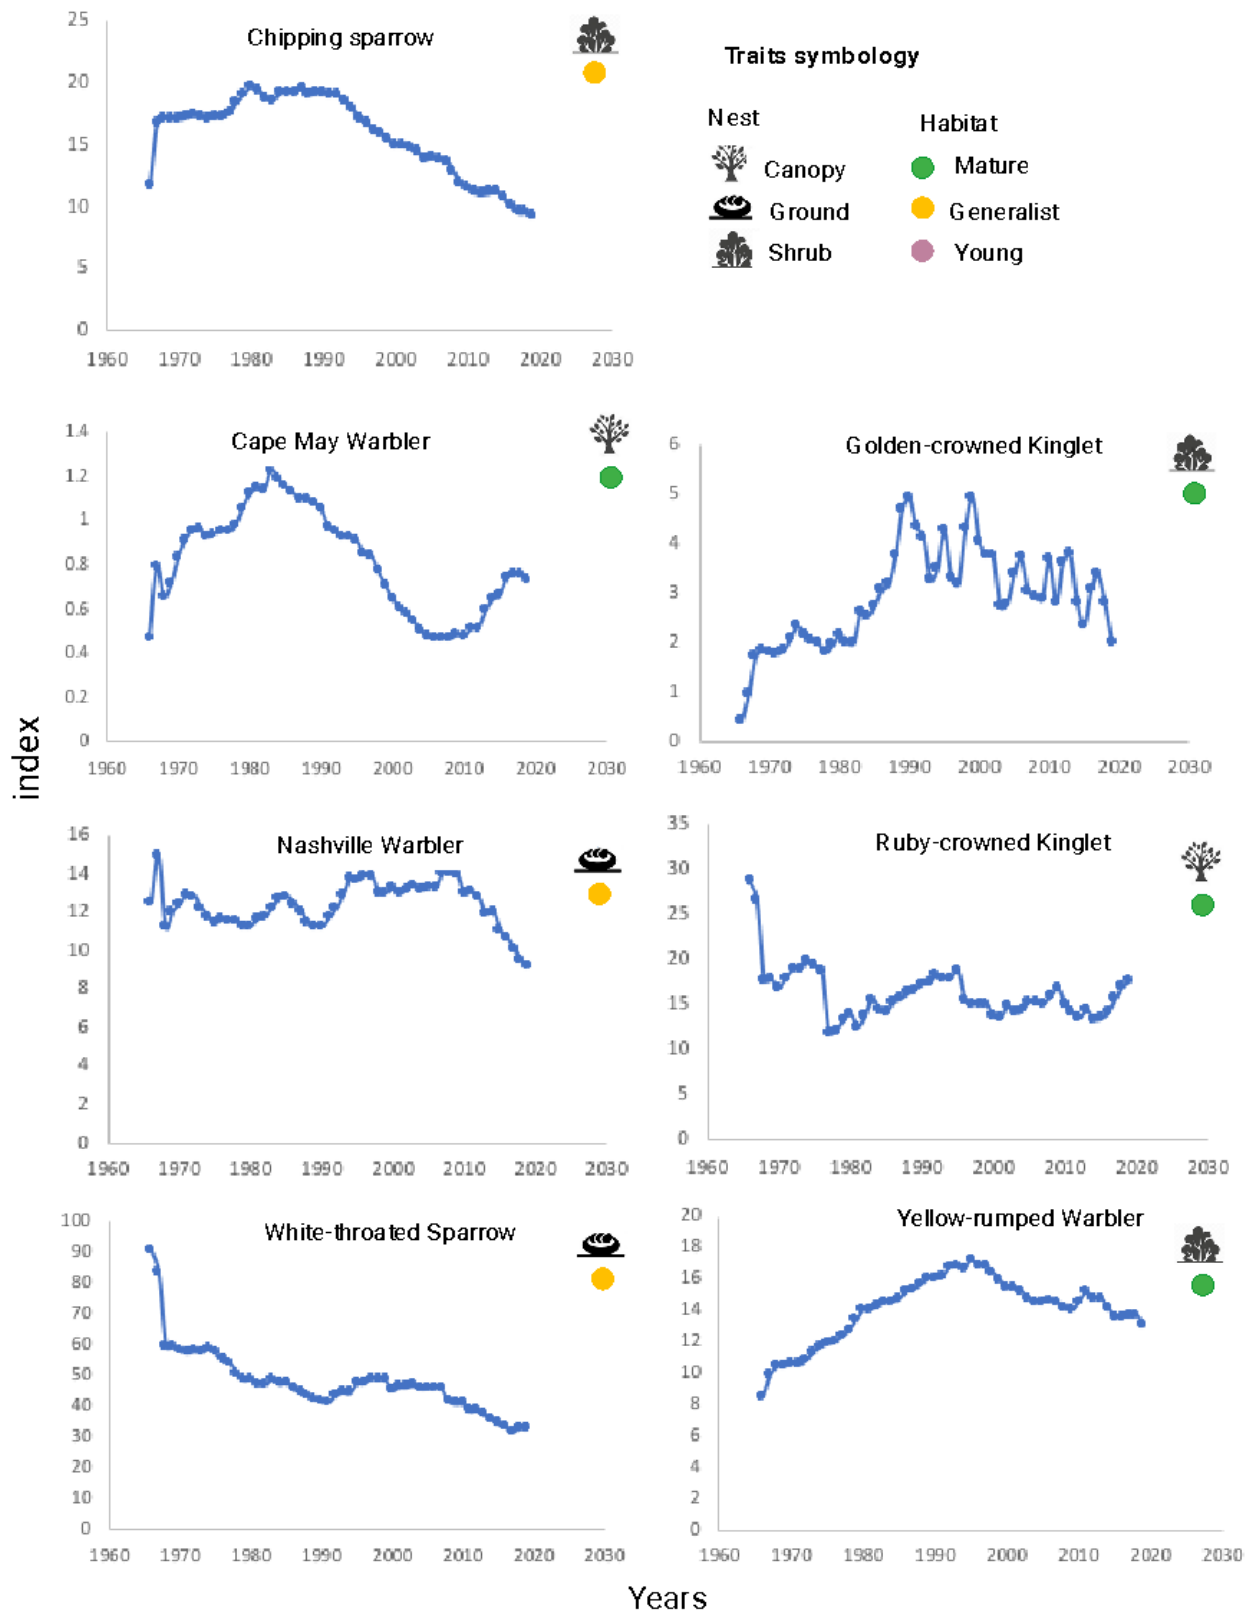 Chipping sparrow
25
20
15
10
5
0
1960 1970 1980 1990 2000 2010 2020 2030
Traits symbology
Nest Habitat
Canopy Mature
Ground Generalist
Shrub Young
Cape May Warbler
1.4
1.2
1
0.8
0.6
0.4
0.2
0
1960 1970 1980 1990 2000 2010 2020 2030
Golden-crowned Kinglet
6
5
4
3
2
1
0
1960 1970 1980 1990 2000 2010 2020 2030
index
Nashville Warbler
16
14
12
10
8
6
4
2
0
1960 1970 1980 1990 2000 2010 2020 2030
Ruby-crowned Kinglet
35
30
25
20
15
10
5
0
1960 1970 1980 1990 2000 2010 2020 2030
White-throated Sparrow
100
90
80
70
60
50
40
30
20
10
0
1960 1970 1980 1990 2000 2010 2020 2030
Yellow-rumped Warbler
20
18
16
14
12
10
8
6
4
2
0
1960 1970 1980 1990 2000 2010 2020 2030
Years